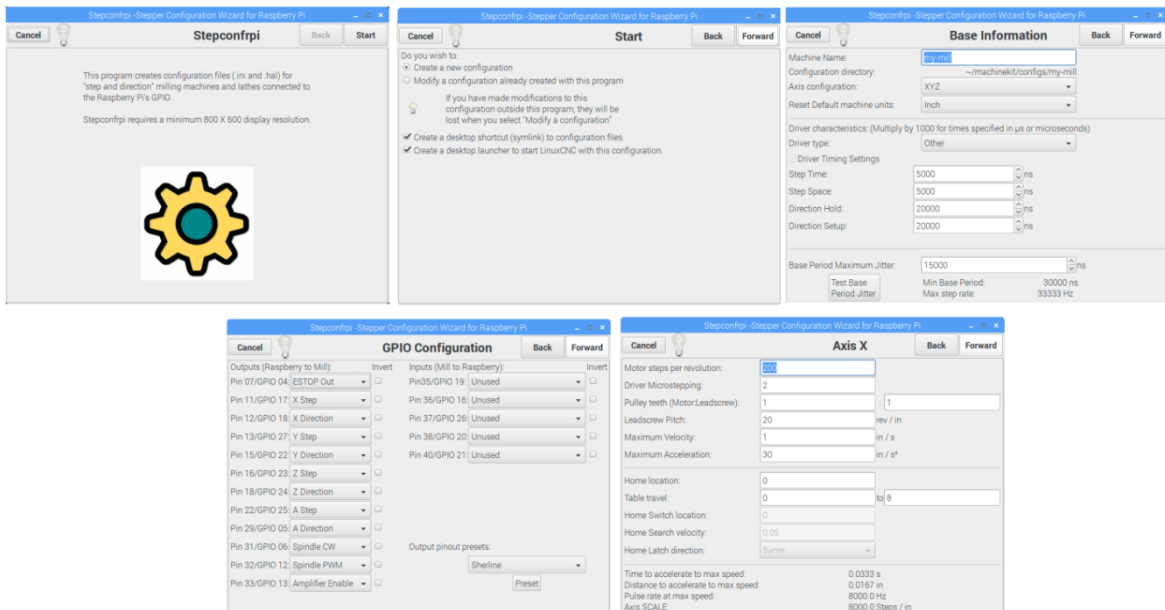 Stepconfrpi -Stepper Configuration Wizard for Raspberry Pi
Cancel Stepconfrpi Back Start
This program creates configuration files (.ini and .hal) for
"step and direction" milling machines and lathes connected to
the Raspberry Pi's GPIO .
Stepconfrpi requires a minimum 800 X 600 display resolution.
Stepconfrpi -Stepper Configuration Wizard for Raspberry Pi
Cancel Start Back Forward
Do you wish to:
Create a new configuration
Modify a configuration already created with this program
If you have made modifications to this
configuration outside this program, they will be
lost when you select "Modify a configuration"
Create a desktop shortcut (symlink) to configuration files.
Create a desktop launcher to start LinuxCNC with this configuration.
Stepconfrpi -Stepper Configuration Wizard for Raspberry Pi
Cancel Base Information Back Forward
Machine Name: my-mill
Configuration directory: ~/machinekit/configs/my-mill
Axis configuration: XYZ
Reset Default machine units: Inch
Driver characteristics: (Multiply by 1000 for times specified in µs or microseconds)
Driver type: Other
Driver Timing Settings
Step Time: 5000 ns
Step Space: 5000 ns
Direction Hold: 20000 ns
Direction Setup: 20000 ns
Base Period Maximum Jitter: 15000 ns
Test Base
Period Jitter
Min Base Period: 30000 ns
Max step rate: 33333 Hz
Stepconfrpi -Stepper Configuration Wizard for Raspberry Pi
Cancel GPIO Configuration Back Forward
Outputs (Raspberry to Mill): Invert Inputs (Mill to Raspberry): Invert
Pin 07/GPIO 04: ESTOP Out Pin35/GPIO 19: Unused
Pin 11/GPIO 17: X Step Pin 36/GPIO 16: Unused
Pin 12/GPIO 18: X Direction Pin 37/GPIO 26: Unused
Pin 13/GPIO 27: Y Step Pin 38/GPIO 20: Unused
Pin 15/GPIO 22: Y Direction Pin 40/GPIO 21: Unused
Pin 16/GPIO 23: Z Step
Pin 18/GPIO 24: Z Direction
Pin 22/GPIO 25: A Step
Pin 29/GPIO 05: A Direction
Pin 31/GPIO 06: Spindle CW Output pinout presets:
Pin 32/GPIO 12: Spindle PWM Sherline
Pin 33/GPIO 13: Amplifier Enable Preset
Stepconfrpi -Stepper Configuration Wizard for Raspberry Pi
Cancel Axis X Back Forward
Motor steps per revolution: 200
Driver Microstepping: 2
Pulley teeth (Motor:Leadscrew): 1 : 1
Leadscrew Pitch: 20 rev / in
Maximum Velocity: 1 in / s
Maximum Acceleration: 30 in / s²
Home location: 0
Table travel: 0 to 8
Home Switch location: 0
Home Search velocity: 0.05
Home Latch direction: Same
Time to accelerate to max speed: 0.0333 s
Distance to accelerate to max speed: 0.0167 in
Pulse rate at max speed: 8000.0 Hz
Axis SCALE: 8000.0 Steps / in